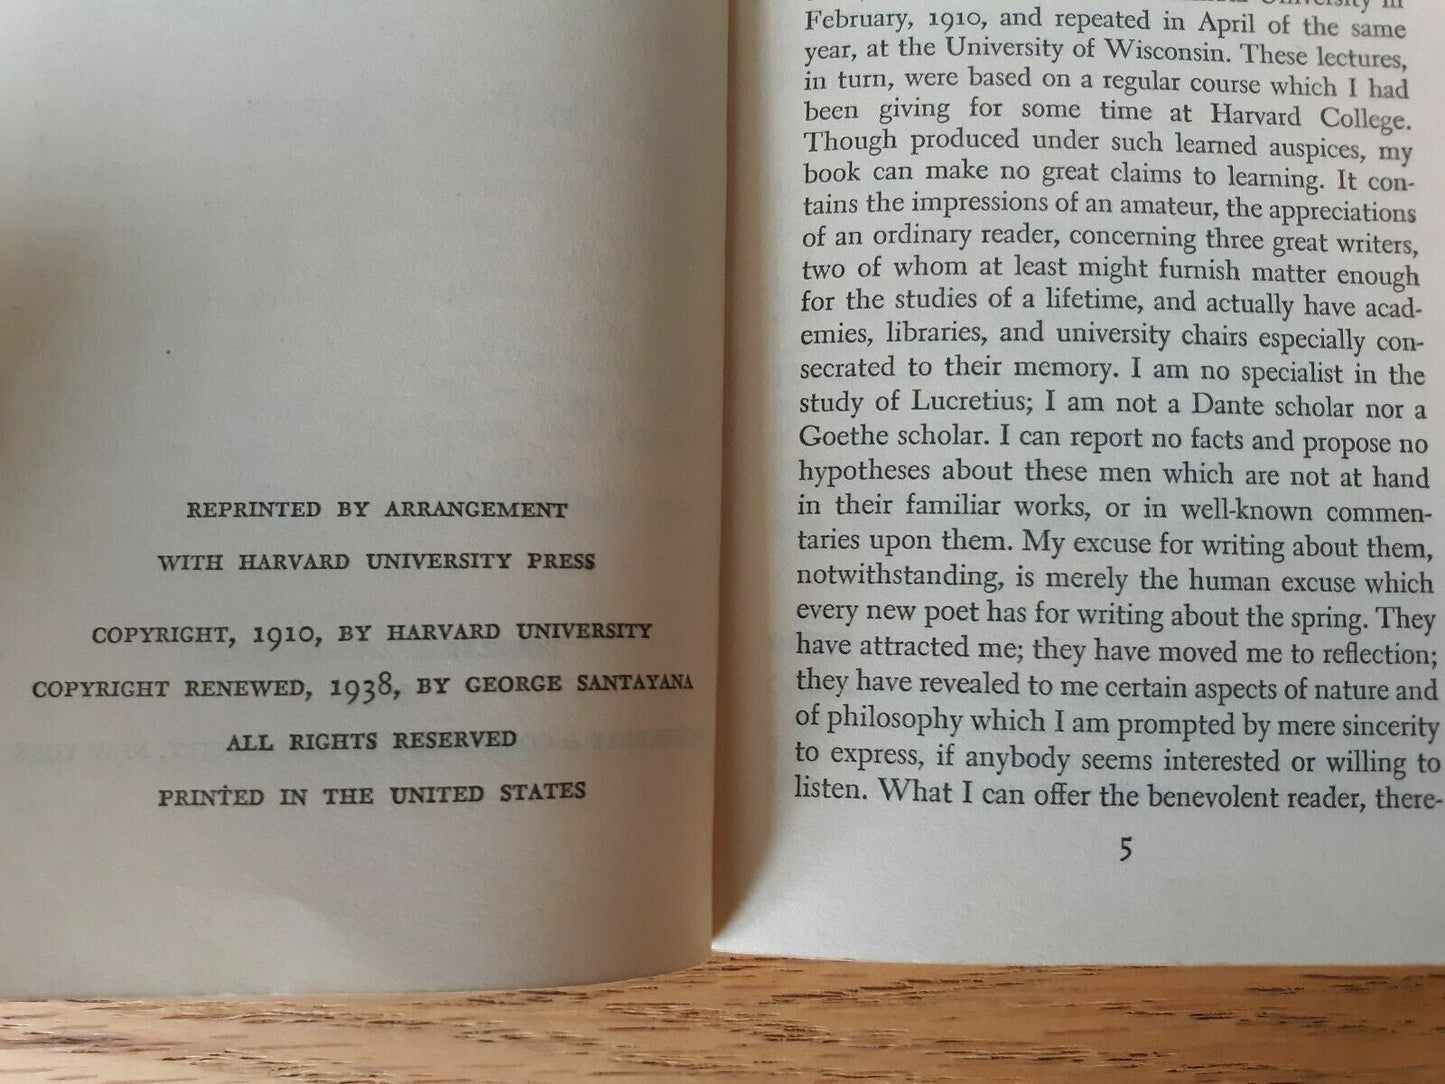 REPRINTED BY ARRANGEMENT
WITH HARVARD UNIVERSITY PRESS
COPYRIGHT, 1910, BY HARVARD UNIVERSITY
COPYRIGHT RENEWED, 1938, BY GEORGE SANTAYANA
ALL RIGHTS RESERVED
PRINTED IN THE UNITED STATES
University in
February, 1910, and repeated in April of the same
year, at the University of Wisconsin. These lectures,
in turn, were based on a regular course which I had
been giving for some time at Harvard College.
Though produced under such learned auspices, my
book can make no great claims to learning. It con-
tains the impressions of an amateur, the appreciations
of an ordinary reader, concerning three great writers,
two of whom at least might furnish matter enough
for the studies of a lifetime, and actually have acad-
emies, libraries, and university chairs especially con-
secrated to their memory. I am no specialist in the
study of Lucretius; I am not a Dante scholar nor a
Goethe scholar. I can report no facts and propose no
hypotheses about these men which are not at hand
in their familiar works, or in well-known commen-
taries upon them. My excuse for writing about them,
notwithstanding, is merely the human excuse which
every new poet has for writing about the spring. They
have attracted me; they have moved me to reflection;
they have revealed to me certain aspects of nature and
of philosophy which I am prompted by mere sincerity
to express, if anybody seems interested or willing to
listen. What I can offer the benevolent reader, there-
5